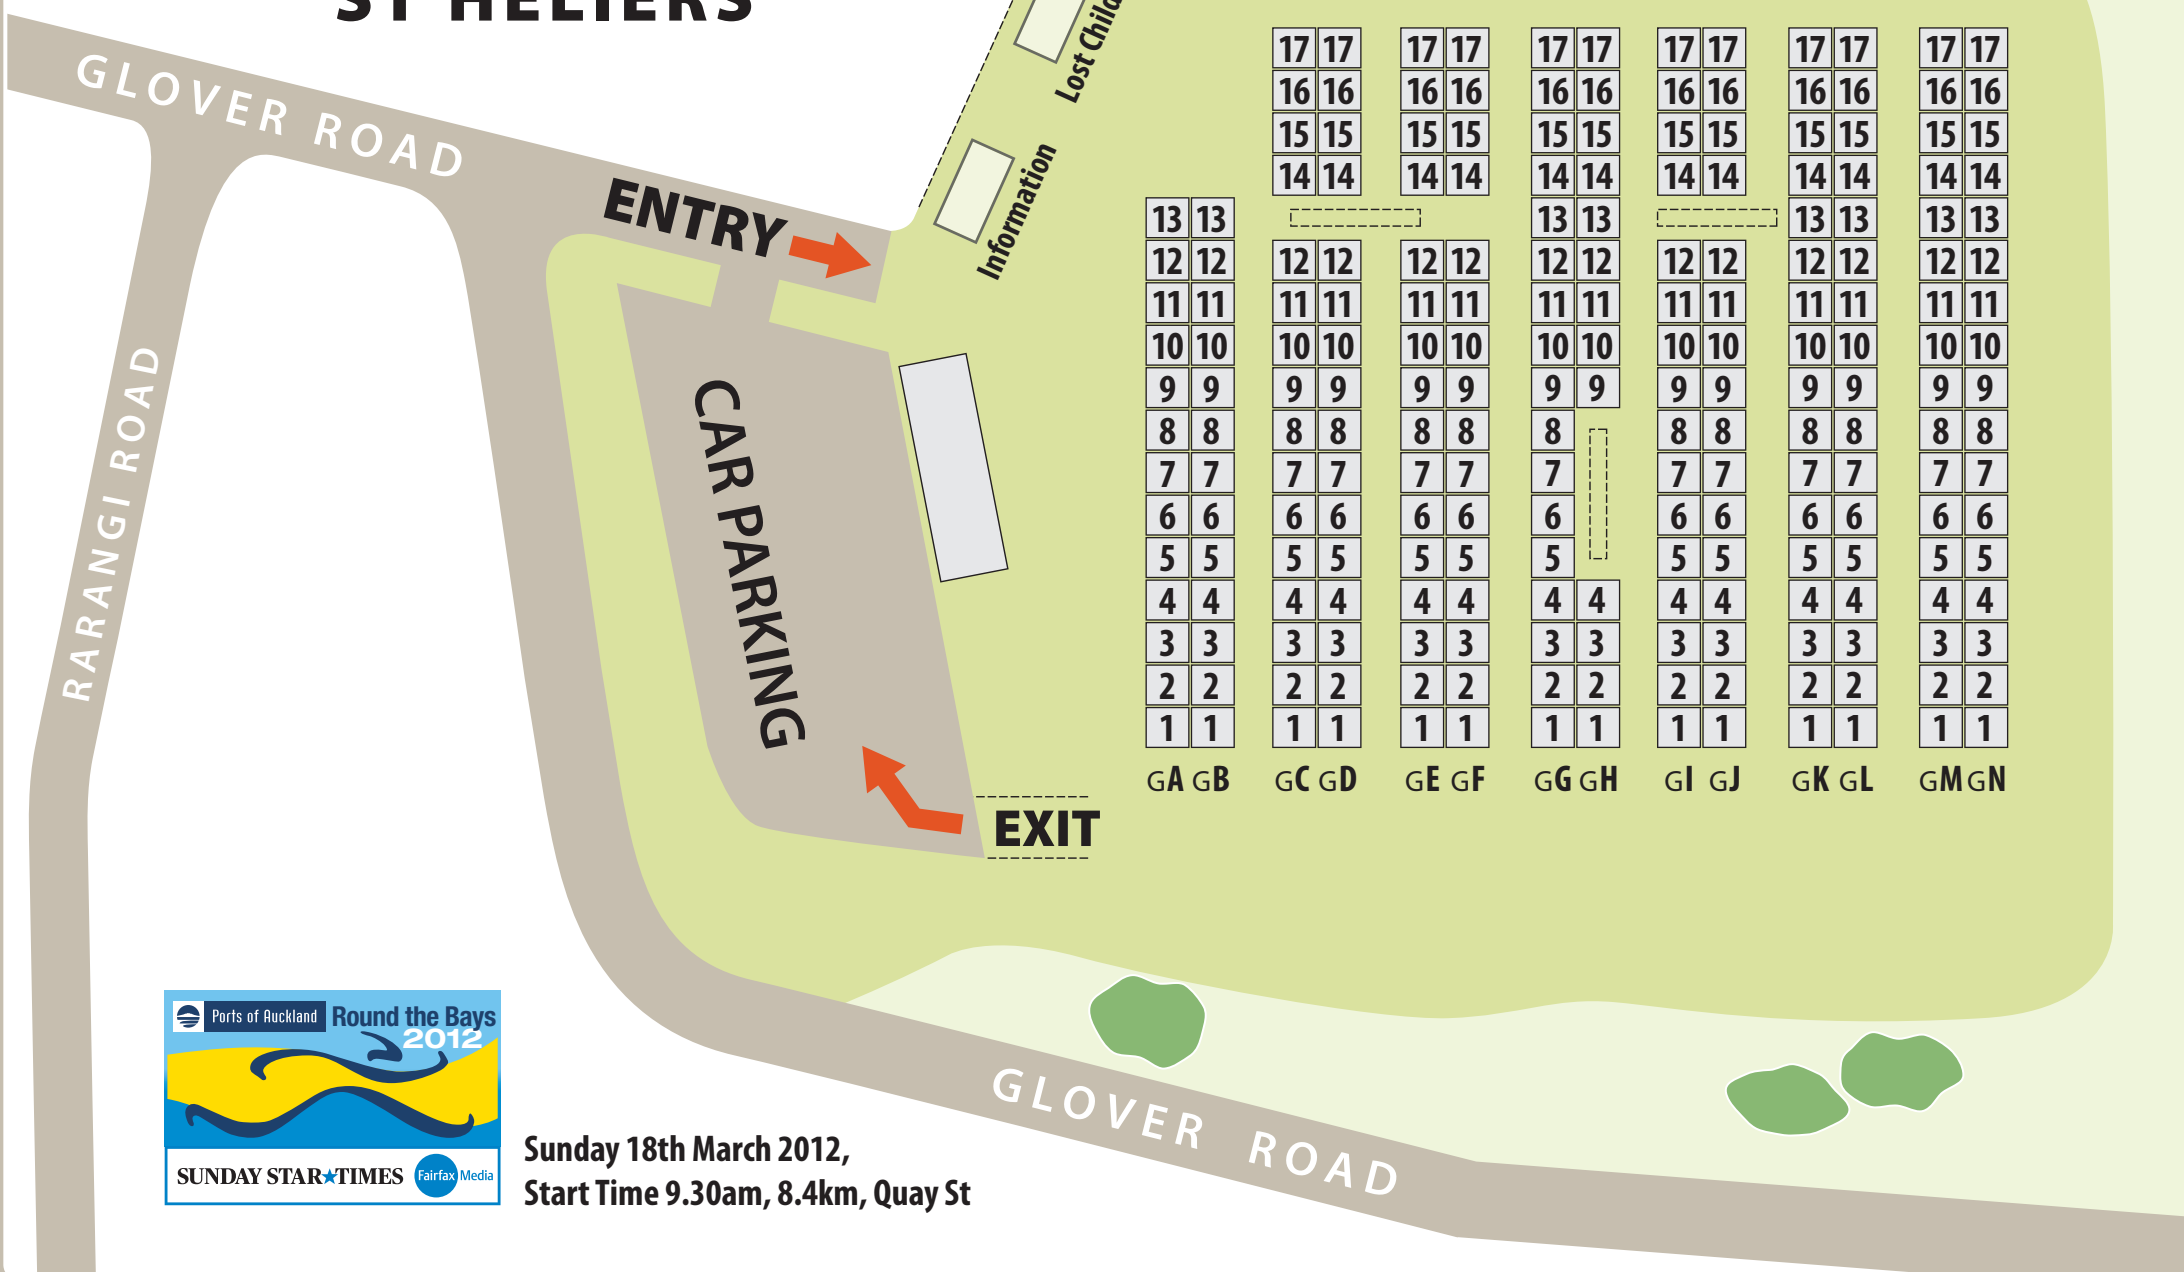 ST HELIERS
GLOVER ROAD
ENTRY
Lost Child
Information
RARANGI ROAD
CAR PARKING
EXIT
17 17 17 17 17 17 17 17 17 17 17 17
16 16 16 16 16 16 16 16 16 16 16 16
15 15 15 15 15 15 15 15 15 15 15 15
14 14 14 14 14 14 14 14 14 14 14 14
13 13 13 13 13 13 13 13
12 12 12 12 12 12 12 12 12 12 12 12 12 12
11 11 11 11 11 11 11 11 11 11 11 11 11 11
10 10 10 10 10 10 10 10 10 10 10 10 10 10
9 9 9 9 9 9 9 9 9 9 9 9 9 9
8 8 8 8 8 8 8 8 8 8 8 8 8
7 7 7 7 7 7 7 7 7 7 7 7 7
6 6 6 6 6 6 6 6 6 6 6 6 6
5 5 5 5 5 5 5 5 5 5 5 5 5
4 4 4 4 4 4 4 4 4 4 4 4 4 4
3 3 3 3 3 3 3 3 3 3 3 3 3 3
2 2 2 2 2 2 2 2 2 2 2 2 2 2
1 1 1 1 1 1 1 1 1 1 1 1 1 1
GA GB GC GD GE GF GG GH GI GJ GK GL GM GN
GLOVER ROAD
Ports of Auckland Round the Bays
2012
SUNDAY STAR★TIMES Fairfax Media
Sunday 18th March 2012,
Start Time 9.30am, 8.4km, Quay St